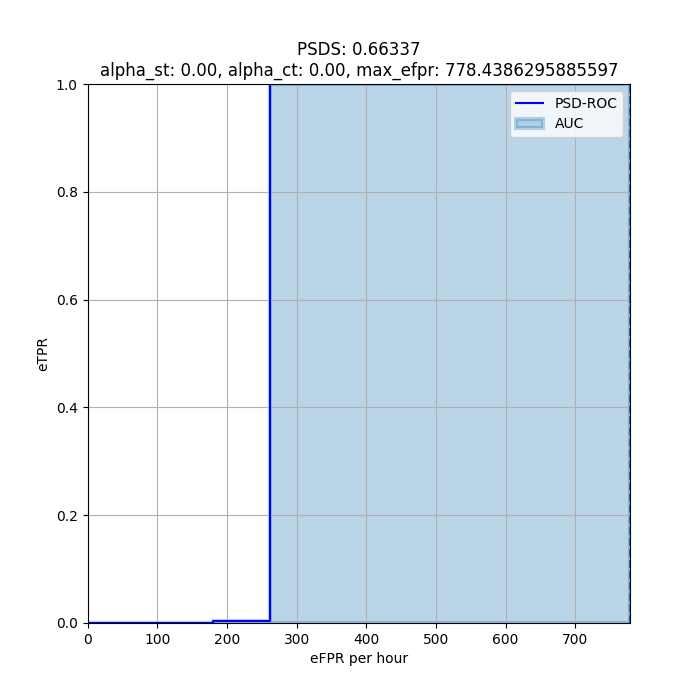 PSDS: 0.66337
alpha_st: 0.00, alpha_ct: 0.00, max_efpr: 778.4386295885597
PSD-ROC
AUC
1.0
0.8
0.6
0.4
0.2
0.0
eTPR
0 100 200 300 400 500 600 700
eFPR per hour